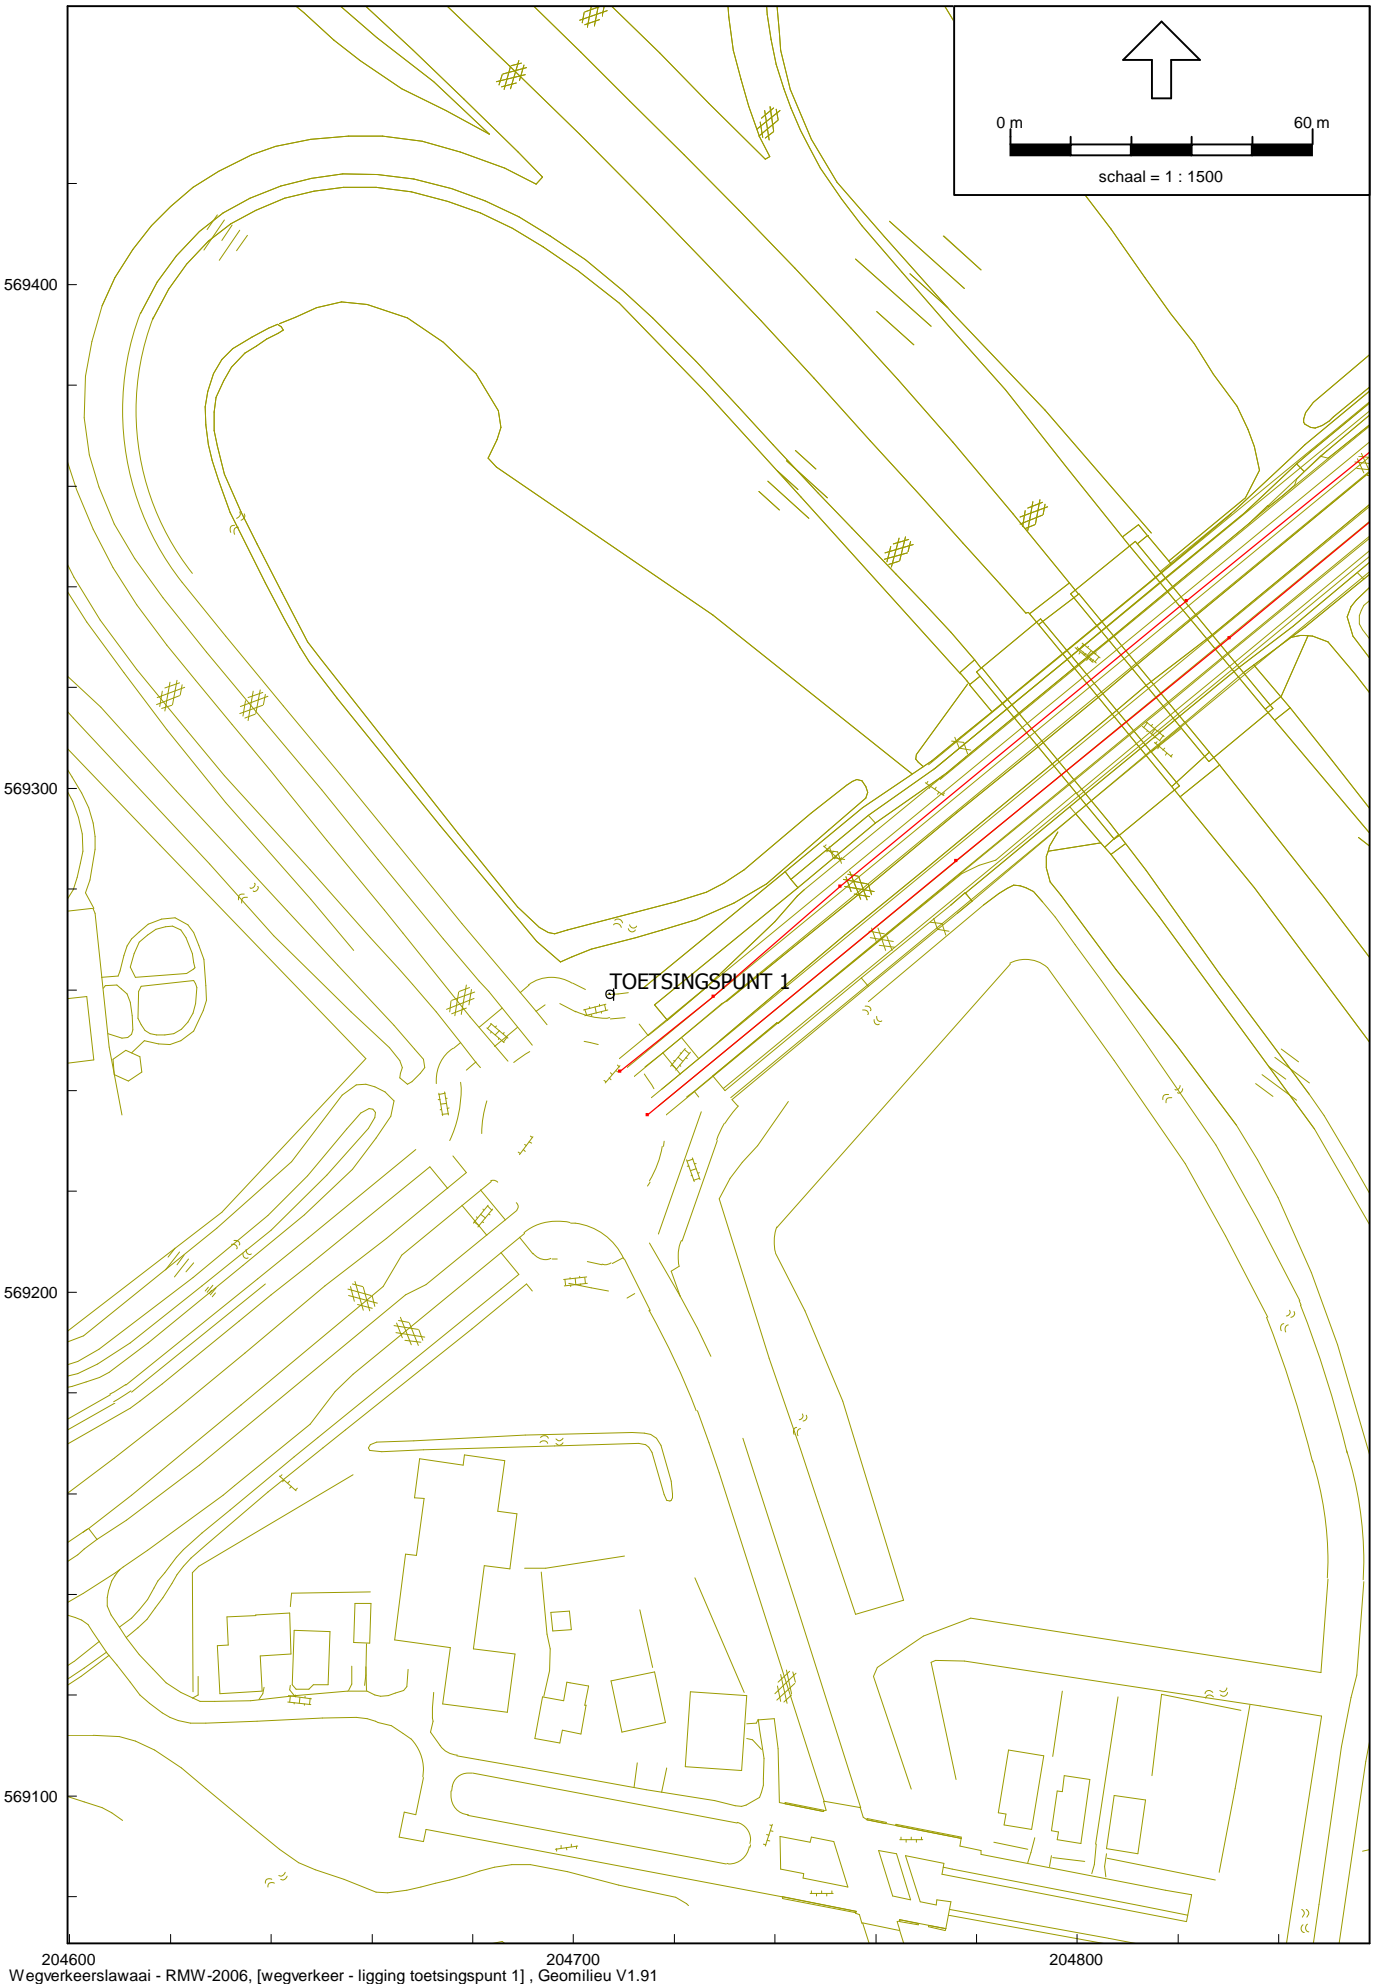 0 m 60 m
schaal = 1 : 1500
569400
569300
TOETSINGSPUNT 1
569200
569100
204600 204700 204800
Wegverkeerslawaai - RMW-2006, [wegverkeer - ligging toetsingspunt 1] , Geomilieu V1.91